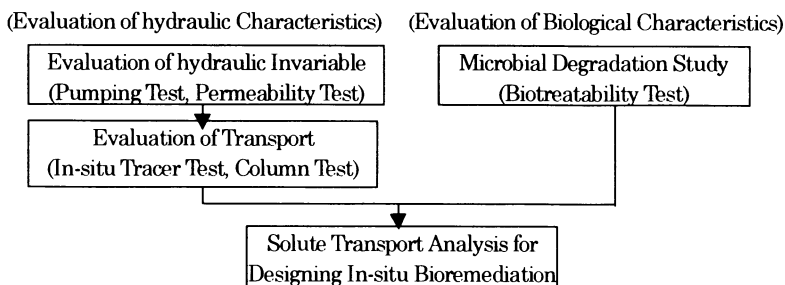 (Evaluation of hydraulic Characteristics)
(Evaluation of Biological Characteristics)
Evaluation of hydraulic Invariable
(Pumping Test, Permeability Test)
Microbial Degradation Study
(Biotreatability Test)
Evaluation of Transport
(In-situ Tracer Test, Column Test)
Solute Transport Analysis for
Designing In-situ Bioremediation